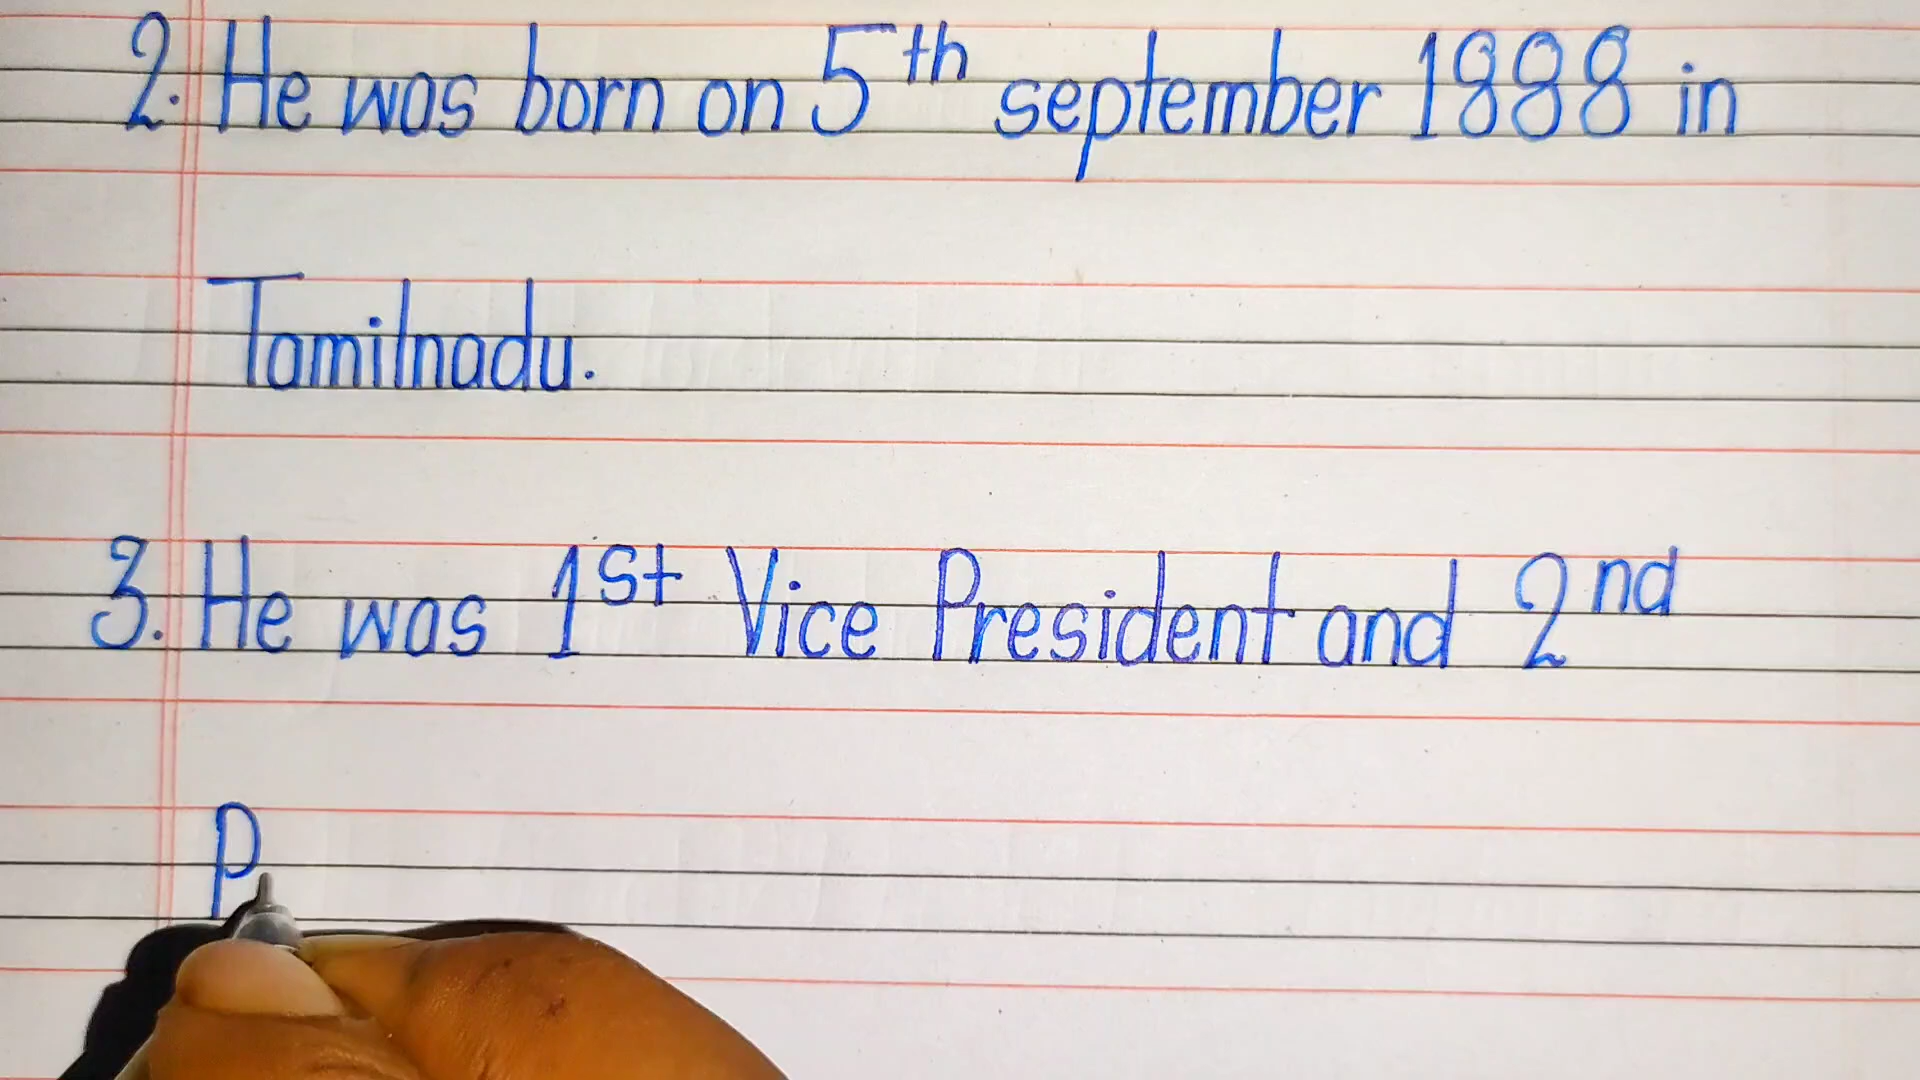 2. He was born on 5th september 1888 in
Tamilnadu.
3. He was 1st Vice President and 2nd
P